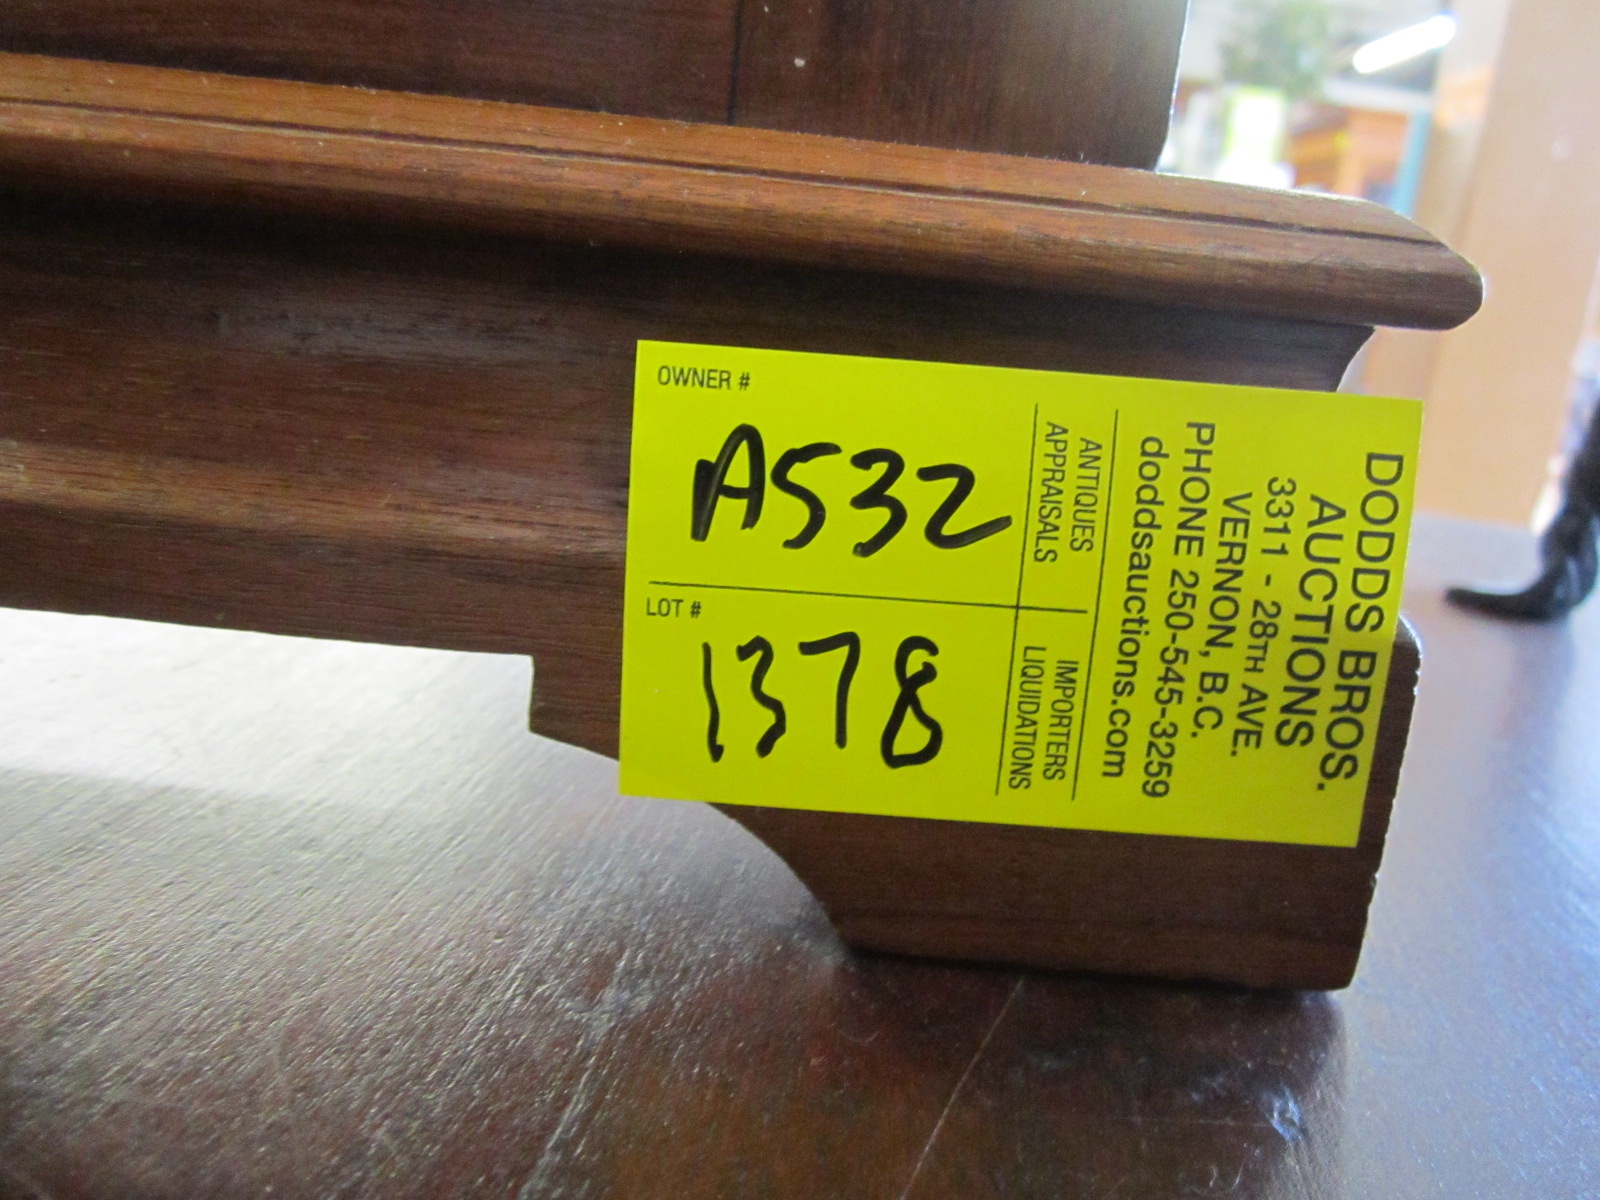 OWNER #
A532
LOT #
1378
ANTIQUES
APPRAISALS
IMPORTERS
LIQUIDATIONS
DODDS BROS.
AUCTIONS
3311 - 28TH AVE.
VERNON, B.C.
PHONE 250-545-3259
doddsauctions.com